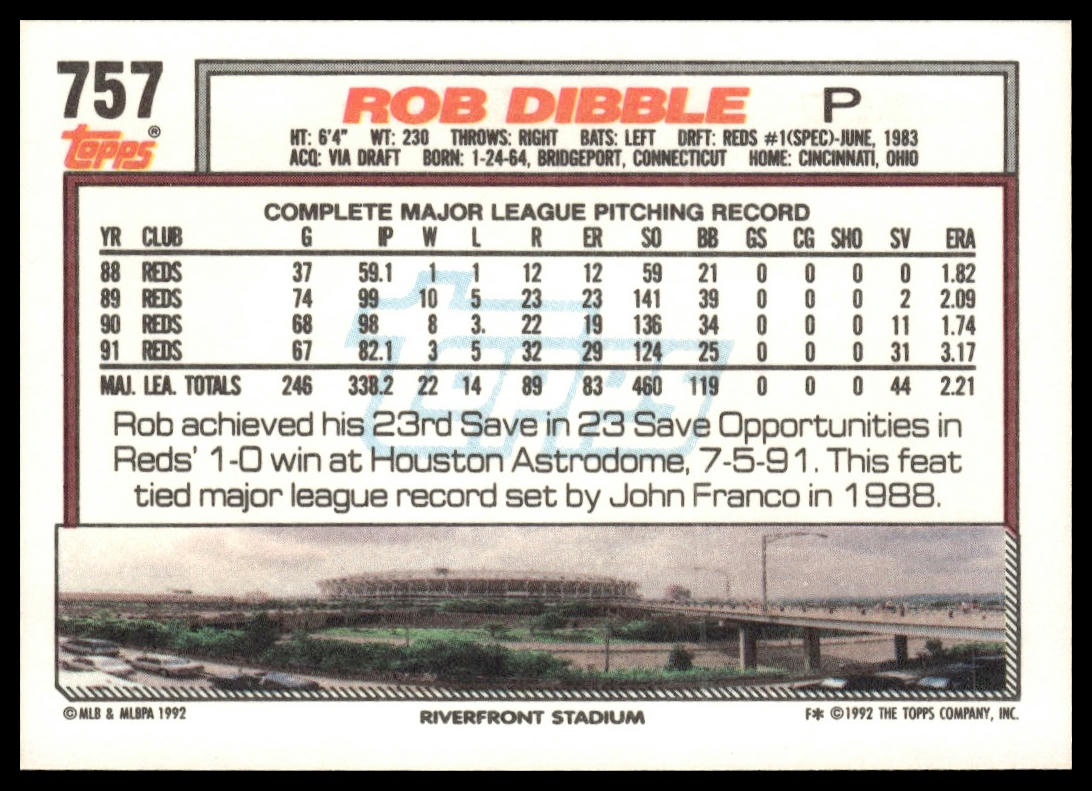 757
Topps®
ROB DIBBLE P
HT: 6'4" WT: 230 THROWS: RIGHT BATS: LEFT DRFT: REDS #1(SPEC)-JUNE, 1983
ACQ: VIA DRAFT BORN: 1-24-64, BRIDGEPORT, CONNECTICUT HOME: CINCINNATI, OHIO
COMPLETE MAJOR LEAGUE PITCHING RECORD
YR CLUB G IP W L R ER SO BB GS CG SHO SV ERA
88 REDS 37 59.1 1 1 12 12 59 21 0 0 0 0 1.82
89 REDS 74 99 10 5 23 23 141 39 0 0 0 2 2.09
90 REDS 68 98 8 3. 22 19 136 34 0 0 0 11 1.74
91 REDS 67 82.1 3 5 32 29 124 25 0 0 0 31 3.17
MAJ. LEA. TOTALS 246 338.2 22 14 89 83 460 119 0 0 0 44 2.21
Rob achieved his 23rd Save in 23 Save Opportunities in
Reds' 1-0 win at Houston Astrodome, 7-5-91. This feat
tied major league record set by John Franco in 1988.
© MLB & MLBPA 1992
RIVERFRONT STADIUM
F* ©1992 THE TOPPS COMPANY, INC.